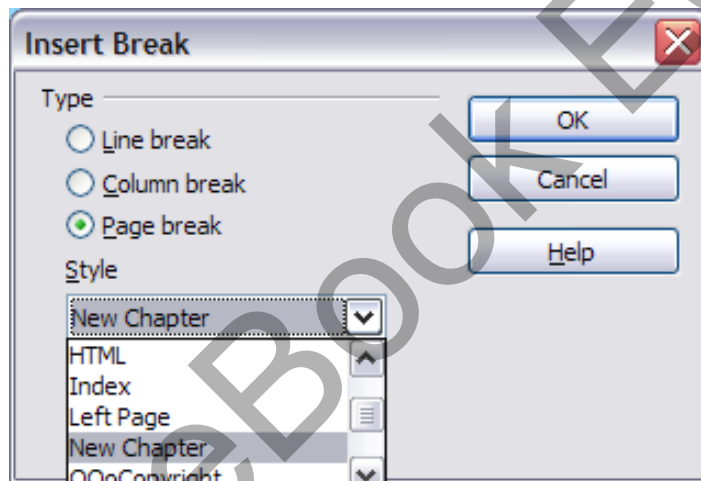 Insert Break
Type
Line break
Column break
Page break
Style
New Chapter
HTML
Index
Left Page
New Chapter
OOoCopyright
OK
Cancel
Help
eBook